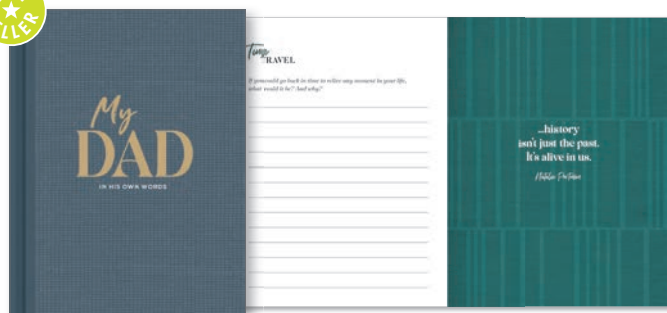 LLER
My
DAD
IN HIS OWN WORDS
Time
TRAVEL
If you could go back in time to relive any moment in your life,
what would it be? And why?
...history
isn't just the past.
It's alive in us.
Natalie Portman